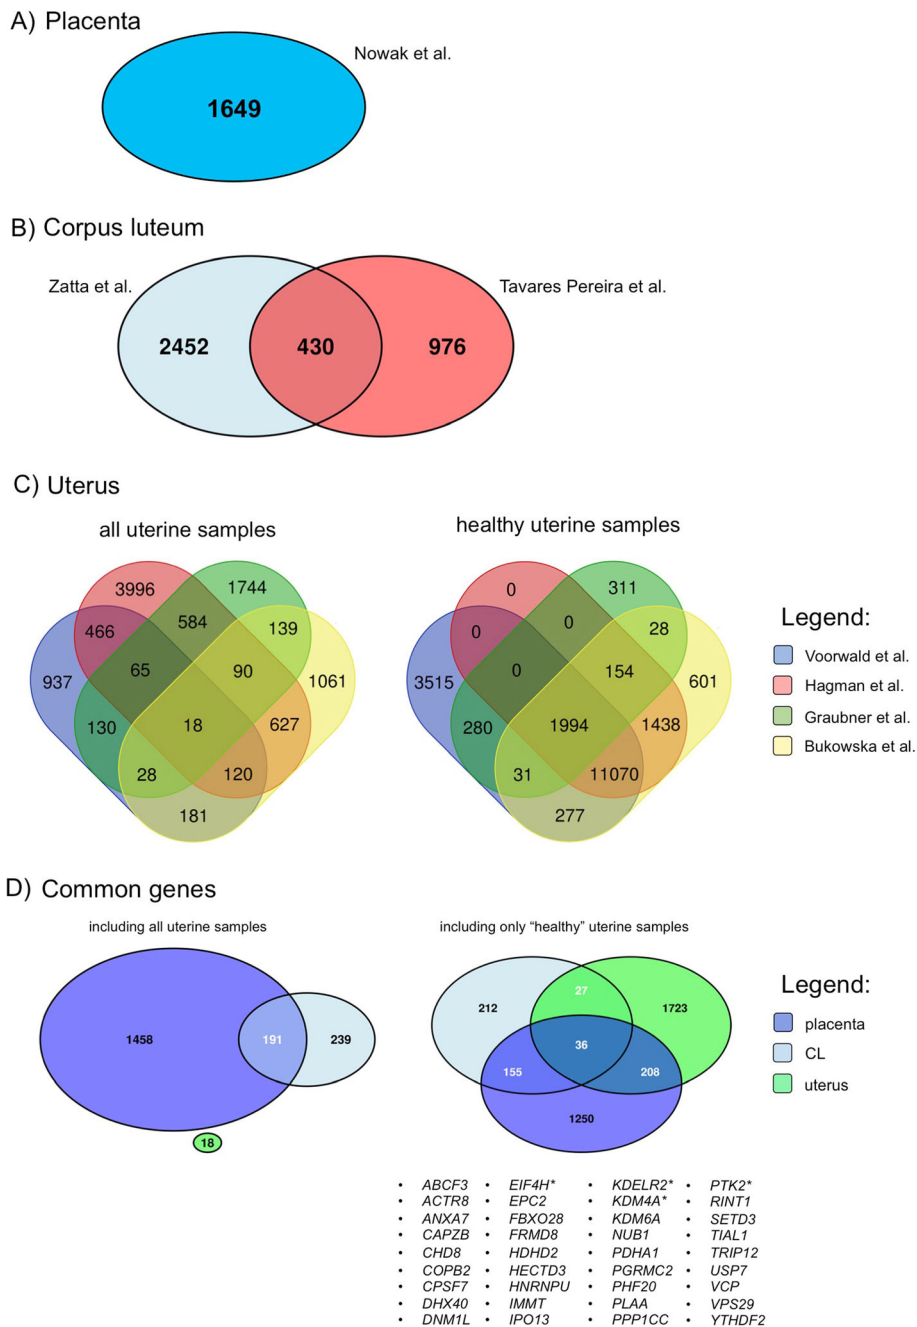 A) Placenta
Nowak et al.
1649
B) Corpus luteum
Zatta et al.
Tavares Pereira et al.
2452 430 976
C) Uterus
all uterine samples
healthy uterine samples
3996 1744
466 584 139
937 65 90 1061
130 18 627
28 120
181
0 311
0 0 28
3515 0 154 601
280 1994 1438
31 11070
277
Legend:
Voorwald et al.
Hagman et al.
Graubner et al.
Bukowska et al.
D) Common genes
including all uterine samples
including only “healthy” uterine samples
1458 191 239
18
27
212 1723
36
155 208
1250
Legend:
placenta
CL
uterus
• ABCF3 • EIF4H* • KDELR2* • PTK2*
• ACTR8 • EPC2 • KDM4A* • RINT1
• ANXA7 • FBXO28 • KDM6A • SETD3
• CAPZB • FRMD8 • NUB1 • TIAL1
• CHD8 • HDHD2 • PDHA1 • TRIP12
• COPB2 • HECTD3 • PGRMC2 • USP7
• CPSF7 • HNRNPU • PHF20 • VCP
• DHX40 • IMMT • PLAA • VPS29
• DNM1L • IPO13 • PPP1CC • YTHDF2